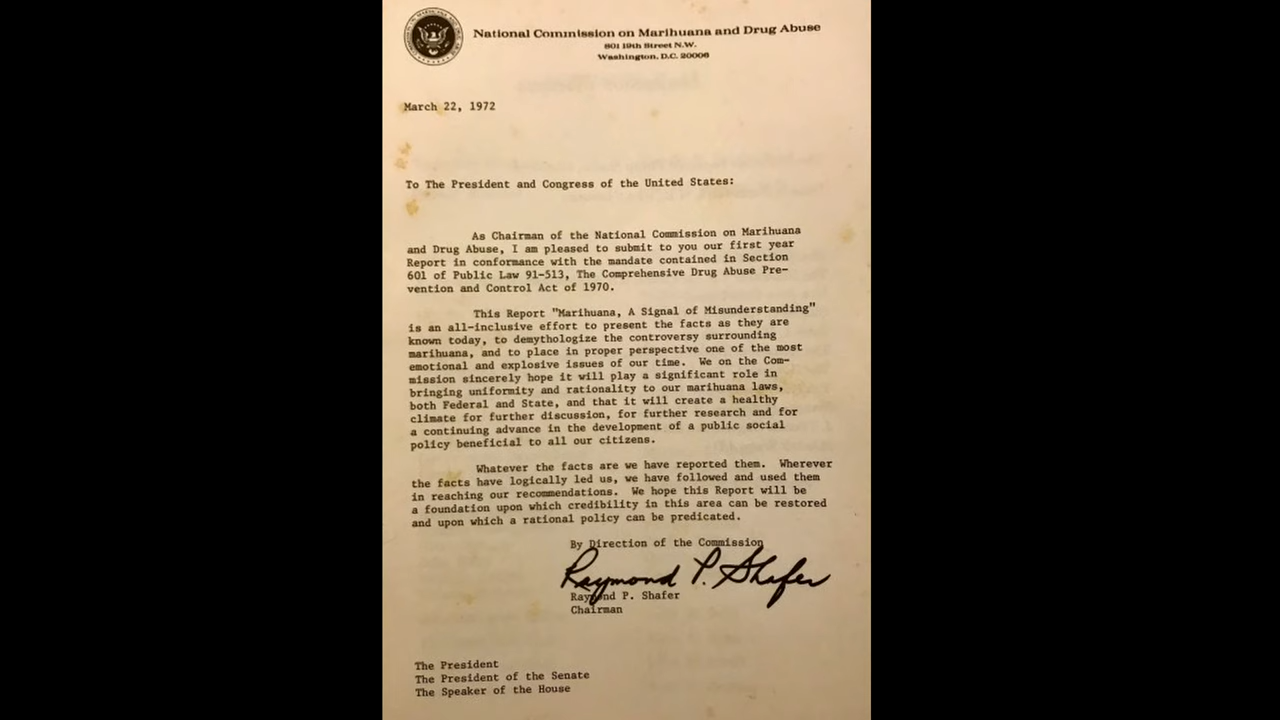 National Commission on Marihuana and Drug Abuse
801 19th Street N.W.
Washington, D.C. 20006
March 22, 1972
To The President and Congress of the United States:
As Chairman of the National Commission on Marihuana
and Drug Abuse, I am pleased to submit to you our first year
Report in conformance with the mandate contained in Section
601 of Public Law 91-513, The Comprehensive Drug Abuse Pre-
vention and Control Act of 1970.
This Report "Marihuana, A Signal of Misunderstanding"
is an all-inclusive effort to present the facts as they are
known today, to demythologize the controversy surrounding
marihuana, and to place in proper perspective one of the most
emotional and explosive issues of our time. We on the Com-
mission sincerely hope it will play a significant role in
bringing uniformity and rationality to our marihuana laws,
both Federal and State, and that it will create a healthy
climate for further discussion, for further research and for
a continuing advance in the development of a public social
policy beneficial to all our citizens.
Whatever the facts are we have reported them. Wherever
the facts have logically led us, we have followed and used them
in reaching our recommendations. We hope this Report will be
a foundation upon which credibility in this area can be restored
and upon which a rational policy can be predicated.
By Direction of the Commission
Raymond P. Shafer
Raymond P. Shafer
Chairman
The President
The President of the Senate
The Speaker of the House